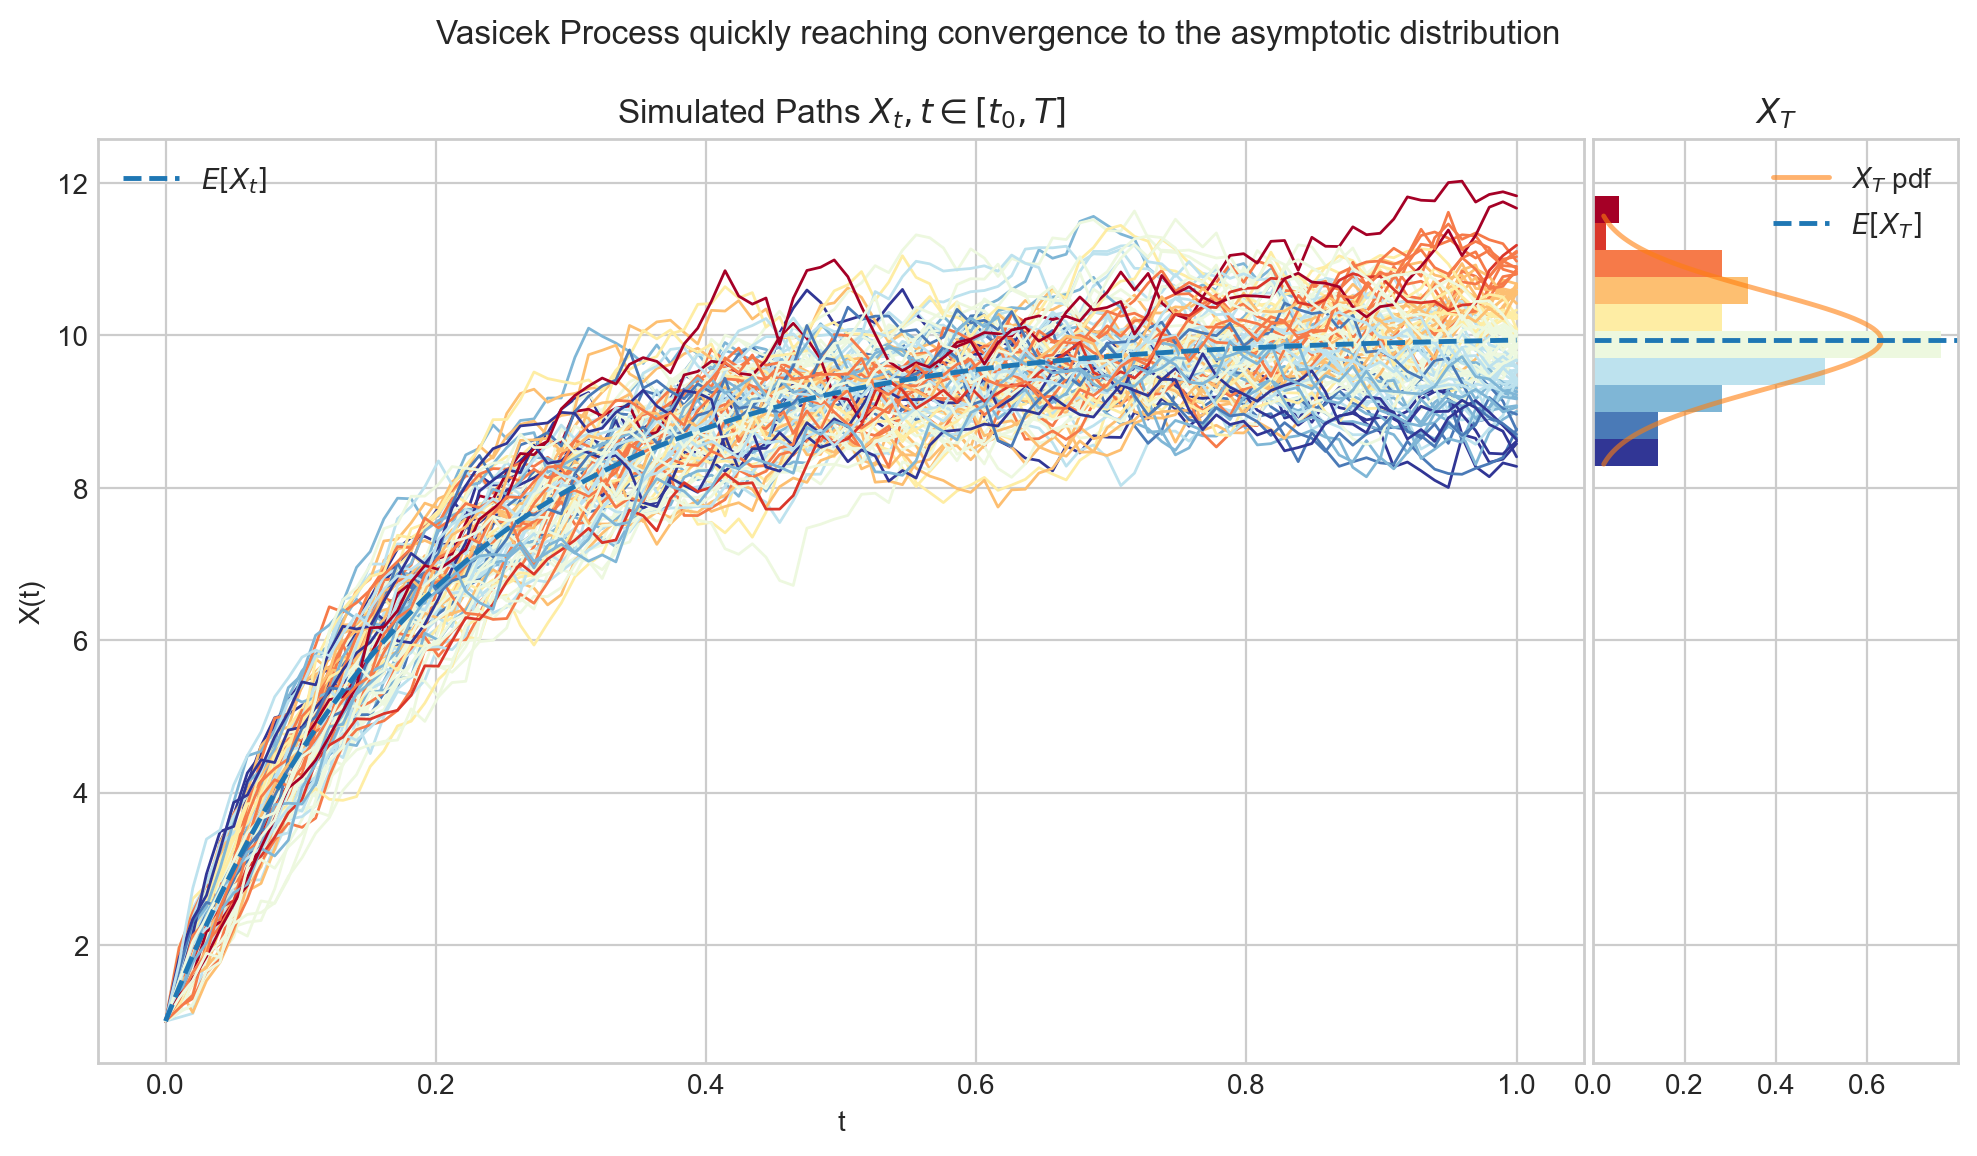 Vasicek Process quickly reaching convergence to the asymptotic distribution
Simulated Paths $X_t, t \in [t_0, T]$
$X_T$
$E[X_t]$
$X_T$ pdf
$E[X_T]$
X(t)
12
10
8
6
4
2
0.0 0.2 0.4 0.6 0.8 1.0
0.0 0.2 0.4 0.6
t